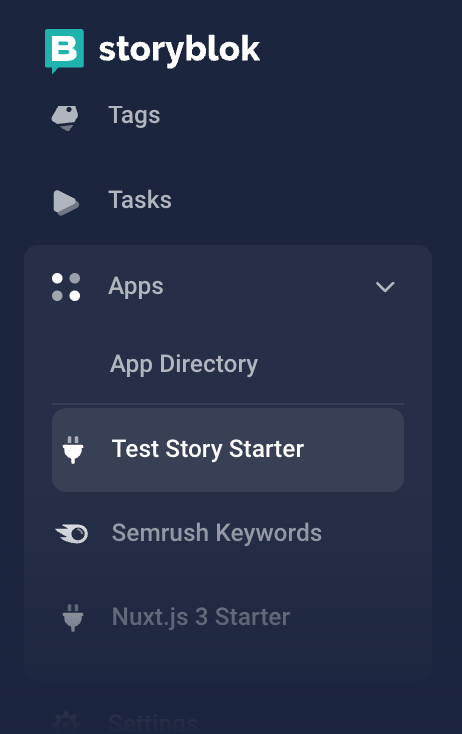 storyblok
Tags
Tasks
Apps
App Directory
Test Story Starter
Semrush Keywords
Nuxt.js 3 Starter
Settings